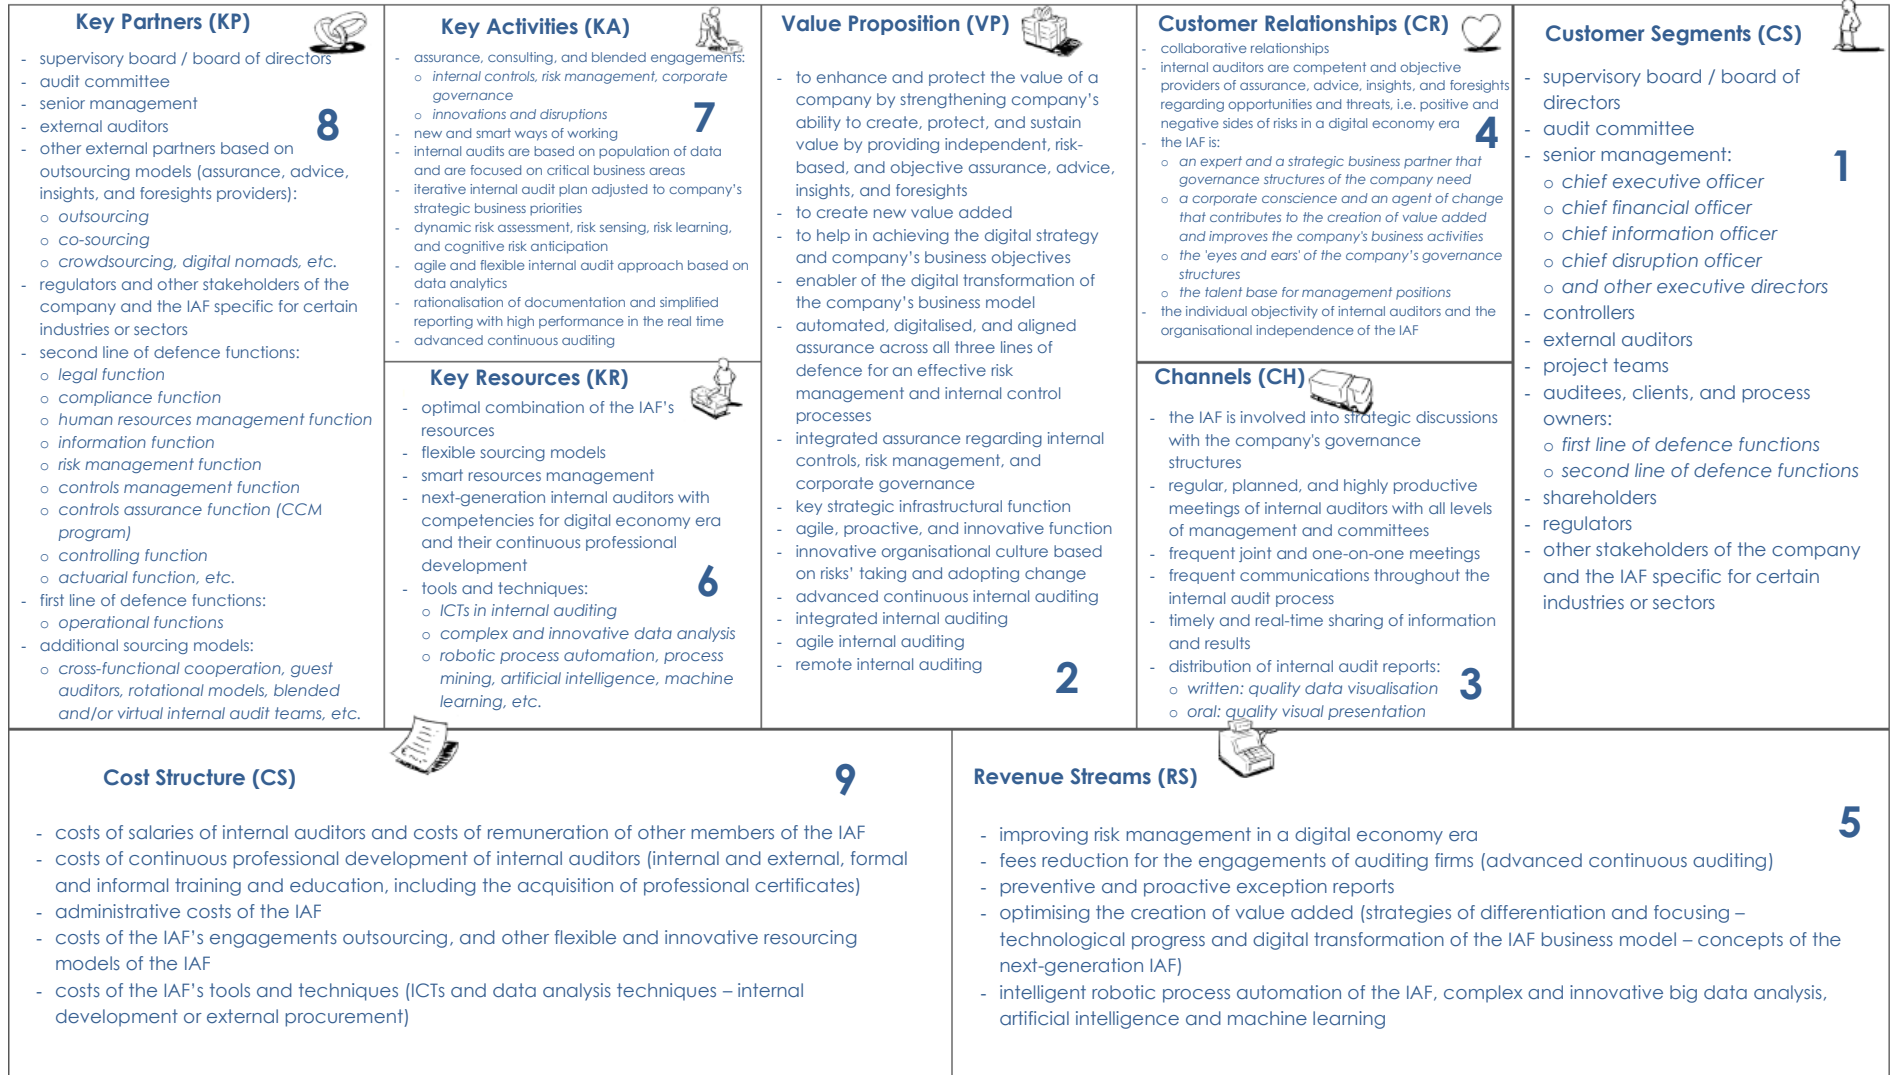 Key Partners (KP)
- supervisory board / board of directors
- audit committee
- senior management
- external auditors
8
- other external partners based on
outsourcing models (assurance, advice,
insights, and foresights providers):
o outsourcing
o co-sourcing
o crowdsourcing, digital nomads, etc.
- regulators and other stakeholders of the
company and the IAF specific for certain
industries or sectors
- second line of defence functions:
o legal function
o compliance function
o human resources management function
o information function
o risk management function
o controls management function
o controls assurance function (CCM
program)
o controlling function
o actuarial function, etc.
- first line of defence functions:
o operational functions
- additional sourcing models:
o cross-functional cooperation, guest
auditors, rotational models, blended
and/or virtual internal audit teams, etc.
Key Activities (KA)
- assurance, consulting, and blended engagements:
o internal controls, risk management, corporate
governance
o innovations and disruptions
7
- new and smart ways of working
- internal audits are based on population of data
and are focused on critical business areas
- iterative internal audit plan adjusted to company's
strategic business priorities
- dynamic risk assessment, risk sensing, risk learning,
and cognitive risk anticipation
- agile and flexible internal audit approach based on
data analytics
- rationalisation of documentation and simplified
reporting with high performance in the real time
- advanced continuous auditing
Key Resources (KR)
- optimal combination of the IAF's
resources
- flexible sourcing models
- smart resources management
- next-generation internal auditors with
competencies for digital economy era
and their continuous professional
development
6
- tools and techniques:
o ICTs in internal auditing
o complex and innovative data analysis
o robotic process automation, process
mining, artificial intelligence, machine
learning, etc.
Value Proposition (VP)
- to enhance and protect the value of a
company by strengthening company's
ability to create, protect, and sustain
value by providing independent, risk-
based, and objective assurance, advice,
insights, and foresights
- to create new value added
- to help in achieving the digital strategy
and company's business objectives
- enabler of the digital transformation of
the company's business model
- automated, digitalised, and aligned
assurance across all three lines of
defence for an effective risk
management and internal control
processes
- integrated assurance regarding internal
controls, risk management, and
corporate governance
- key strategic infrastructural function
- agile, proactive, and innovative function
- innovative organisational culture based
on risks' taking and adopting change
- advanced continuous internal auditing
- integrated internal auditing
- agile internal auditing
- remote internal auditing
2
Customer Relationships (CR)
- collaborative relationships
- internal auditors are competent and objective
providers of assurance, advice, insights, and foresights
regarding opportunities and threats, i.e. positive and
negative sides of risks in a digital economy era
4
- the IAF is:
o an expert and a strategic business partner that
governance structures of the company need
o a corporate conscience and an agent of change
that contributes to the creation of value added
and improves the company's business activities
o the 'eyes and ears' of the company's governance
structures
o the talent base for management positions
- the individual objectivity of internal auditors and the
organisational independence of the IAF
Channels (CH)
- the IAF is involved into strategic discussions
with the company's governance
structures
- regular, planned, and highly productive
meetings of internal auditors with all levels
of management and committees
- frequent joint and one-on-one meetings
- frequent communications throughout the
internal audit process
- timely and real-time sharing of information
and results
- distribution of internal audit reports:
o written: quality data visualisation
3
o oral: quality visual presentation
Customer Segments (CS)
- supervisory board / board of
directors
- audit committee
- senior management:
1
o chief executive officer
o chief financial officer
o chief information officer
o chief disruption officer
o and other executive directors
- controllers
- external auditors
- project teams
- auditees, clients, and process
owners:
o first line of defence functions
o second line of defence functions
- shareholders
- regulators
- other stakeholders of the company
and the IAF specific for certain
industries or sectors
Cost Structure (CS)
9
- costs of salaries of internal auditors and costs of remuneration of other members of the IAF
- costs of continuous professional development of internal auditors (internal and external, formal
and informal training and education, including the acquisition of professional certificates)
- administrative costs of the IAF
- costs of the IAF's engagements outsourcing, and other flexible and innovative resourcing
models of the IAF
- costs of the IAF's tools and techniques (ICTs and data analysis techniques – internal
development or external procurement)
Revenue Streams (RS)
5
- improving risk management in a digital economy era
- fees reduction for the engagements of auditing firms (advanced continuous auditing)
- preventive and proactive exception reports
- optimising the creation of value added (strategies of differentiation and focusing –
technological progress and digital transformation of the IAF business model – concepts of the
next-generation IAF)
- intelligent robotic process automation of the IAF, complex and innovative big data analysis,
artificial intelligence and machine learning